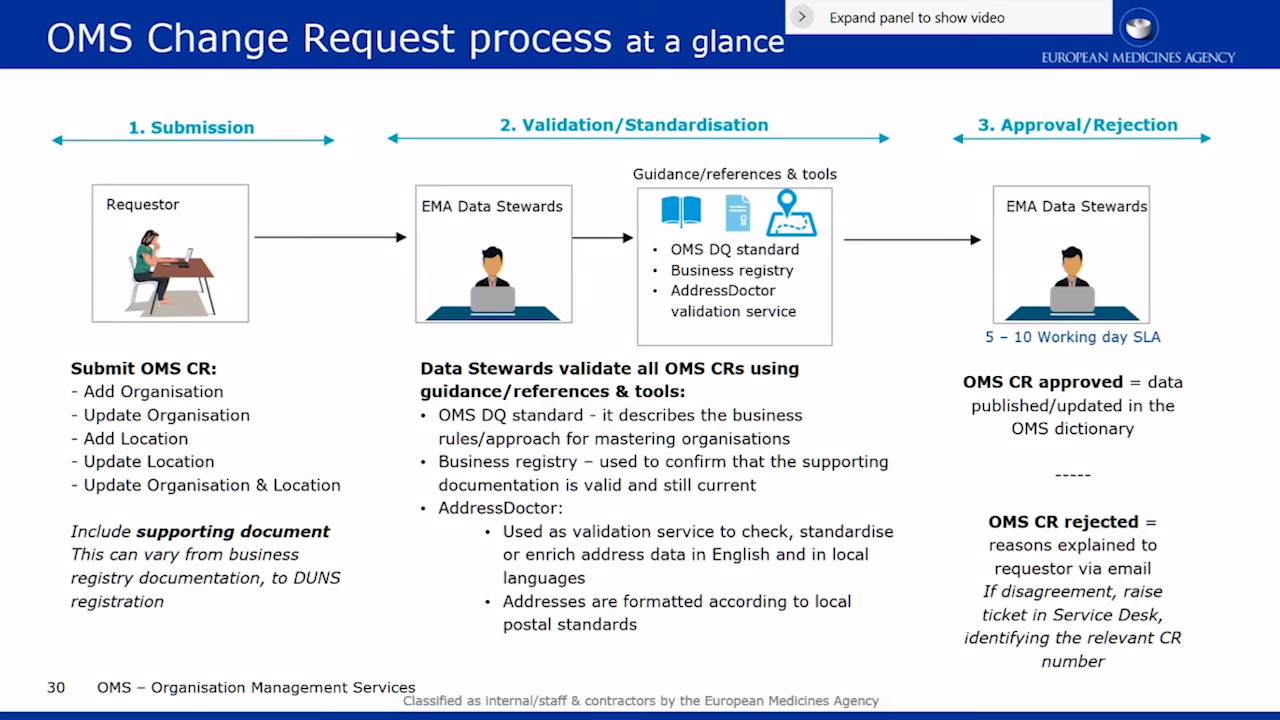 OMS Change Request process at a glance
Expand panel to show video
EUROPEAN MEDICINES AGENCY
1. Submission
2. Validation/Standardisation
3. Approval/Rejection
Requestor
EMA Data Stewards
Guidance/references & tools
• OMS DQ standard
• Business registry
• AddressDoctor
validation service
EMA Data Stewards
5 – 10 Working day SLA
Submit OMS CR:
- Add Organisation
- Update Organisation
- Add Location
- Update Location
- Update Organisation & Location
Include supporting document
This can vary from business
registry documentation, to DUNS
registration
Data Stewards validate all OMS CRs using
guidance/references & tools:
• OMS DQ standard - it describes the business
rules/approach for mastering organisations
• Business registry – used to confirm that the supporting
documentation is valid and still current
• AddressDoctor:
• Used as validation service to check, standardise
or enrich address data in English and in local
languages
• Addresses are formatted according to local
postal standards
OMS CR approved = data
published/updated in the
OMS dictionary
-----
OMS CR rejected =
reasons explained to
requestor via email
If disagreement, raise
ticket in Service Desk,
identifying the relevant CR
number
30 OMS – Organisation Management Services
Classified as internal/staff & contractors by the European Medicines Agency